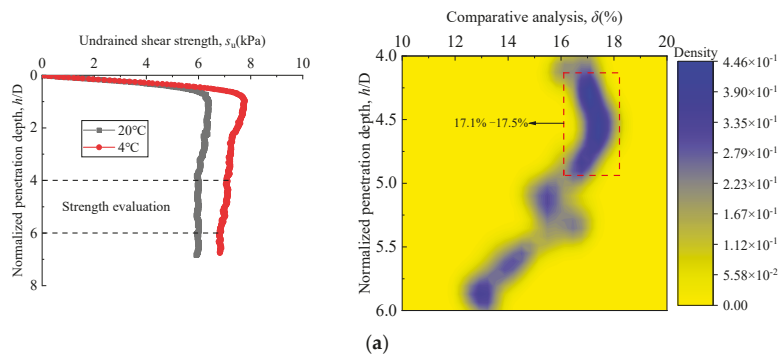 Undrained shear strength, su(kPa)
0 2 4 6 8 10
Normalized penetration depth, h/D
0
2
4
6
8
20℃
4℃
Strength evaluation
Comparative analysis, δ(%)
10 12 14 16 18 20
Normalized penetration depth, h/D
4.0
4.5
5.0
5.5
6.0
17.1% -17.5%
Density
4.46×10⁻¹
3.90×10⁻¹
3.35×10⁻¹
2.79×10⁻¹
2.23×10⁻¹
1.67×10⁻¹
1.12×10⁻¹
5.58×10⁻²
0.00
(a)